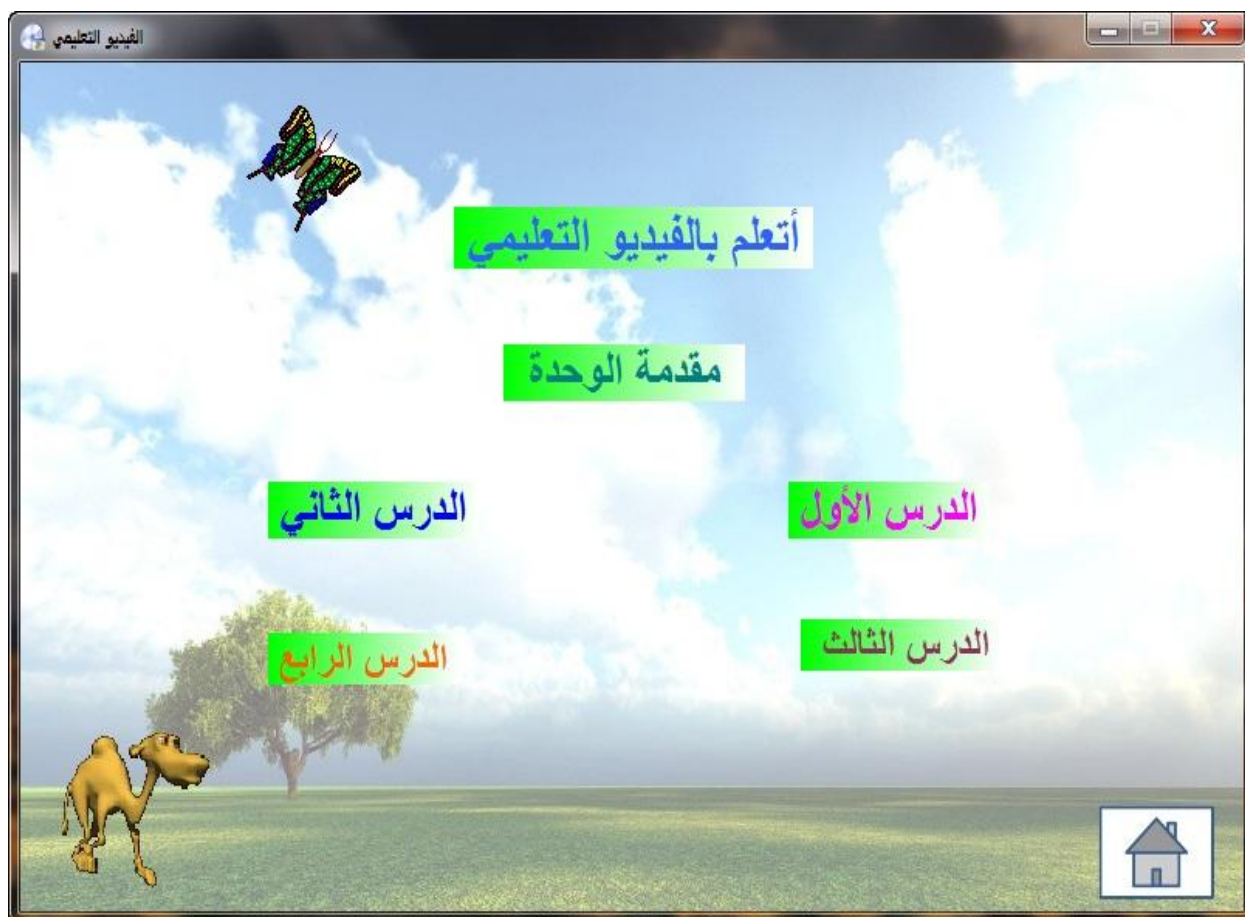 الفيديو التعليمي
أتعلم بالفيديو التعليمي
مقدمة الوحدة
الدرس الأول
الدرس الثاني
الدرس الثالث
الدرس الرابع